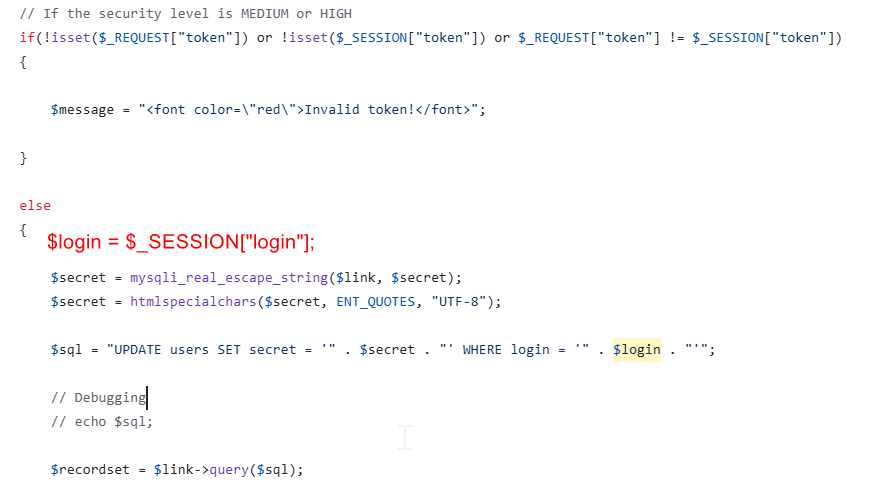 // If the security level is MEDIUM or HIGH
if(!isset($_REQUEST["token"]) or !isset($_SESSION["token"]) or $_REQUEST["token"] != $_SESSION["token"])
{
$message = "<font color=\"red\">Invalid token!</font>";
}
else
{
$login = $_SESSION["login"];
$secret = mysqli_real_escape_string($link, $secret);
$secret = htmlspecialchars($secret, ENT_QUOTES, "UTF-8");
$sql = "UPDATE users SET secret = '" . $secret . "' WHERE login = '" . $login . "'";
// Debugging
// echo $sql;
$recordset = $link->query($sql);